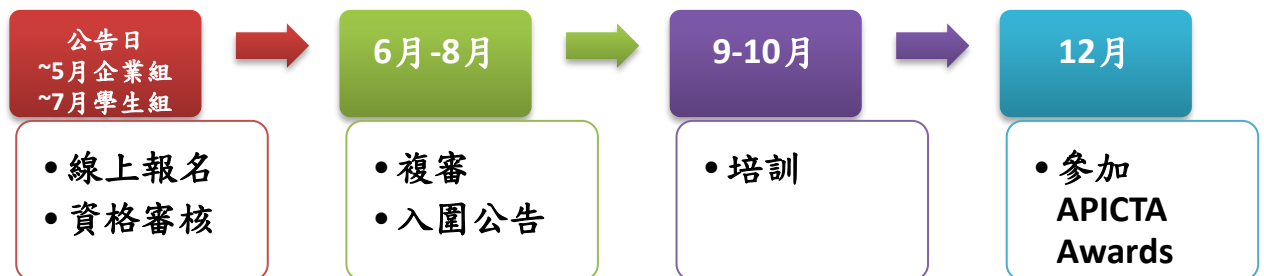 公告日
~5月企業組
~7月學生組
• 線上報名
• 資格審核
6月-8月
• 複審
• 入圍公告
9-10月
• 培訓
12月
• 參加
APICTA
Awards